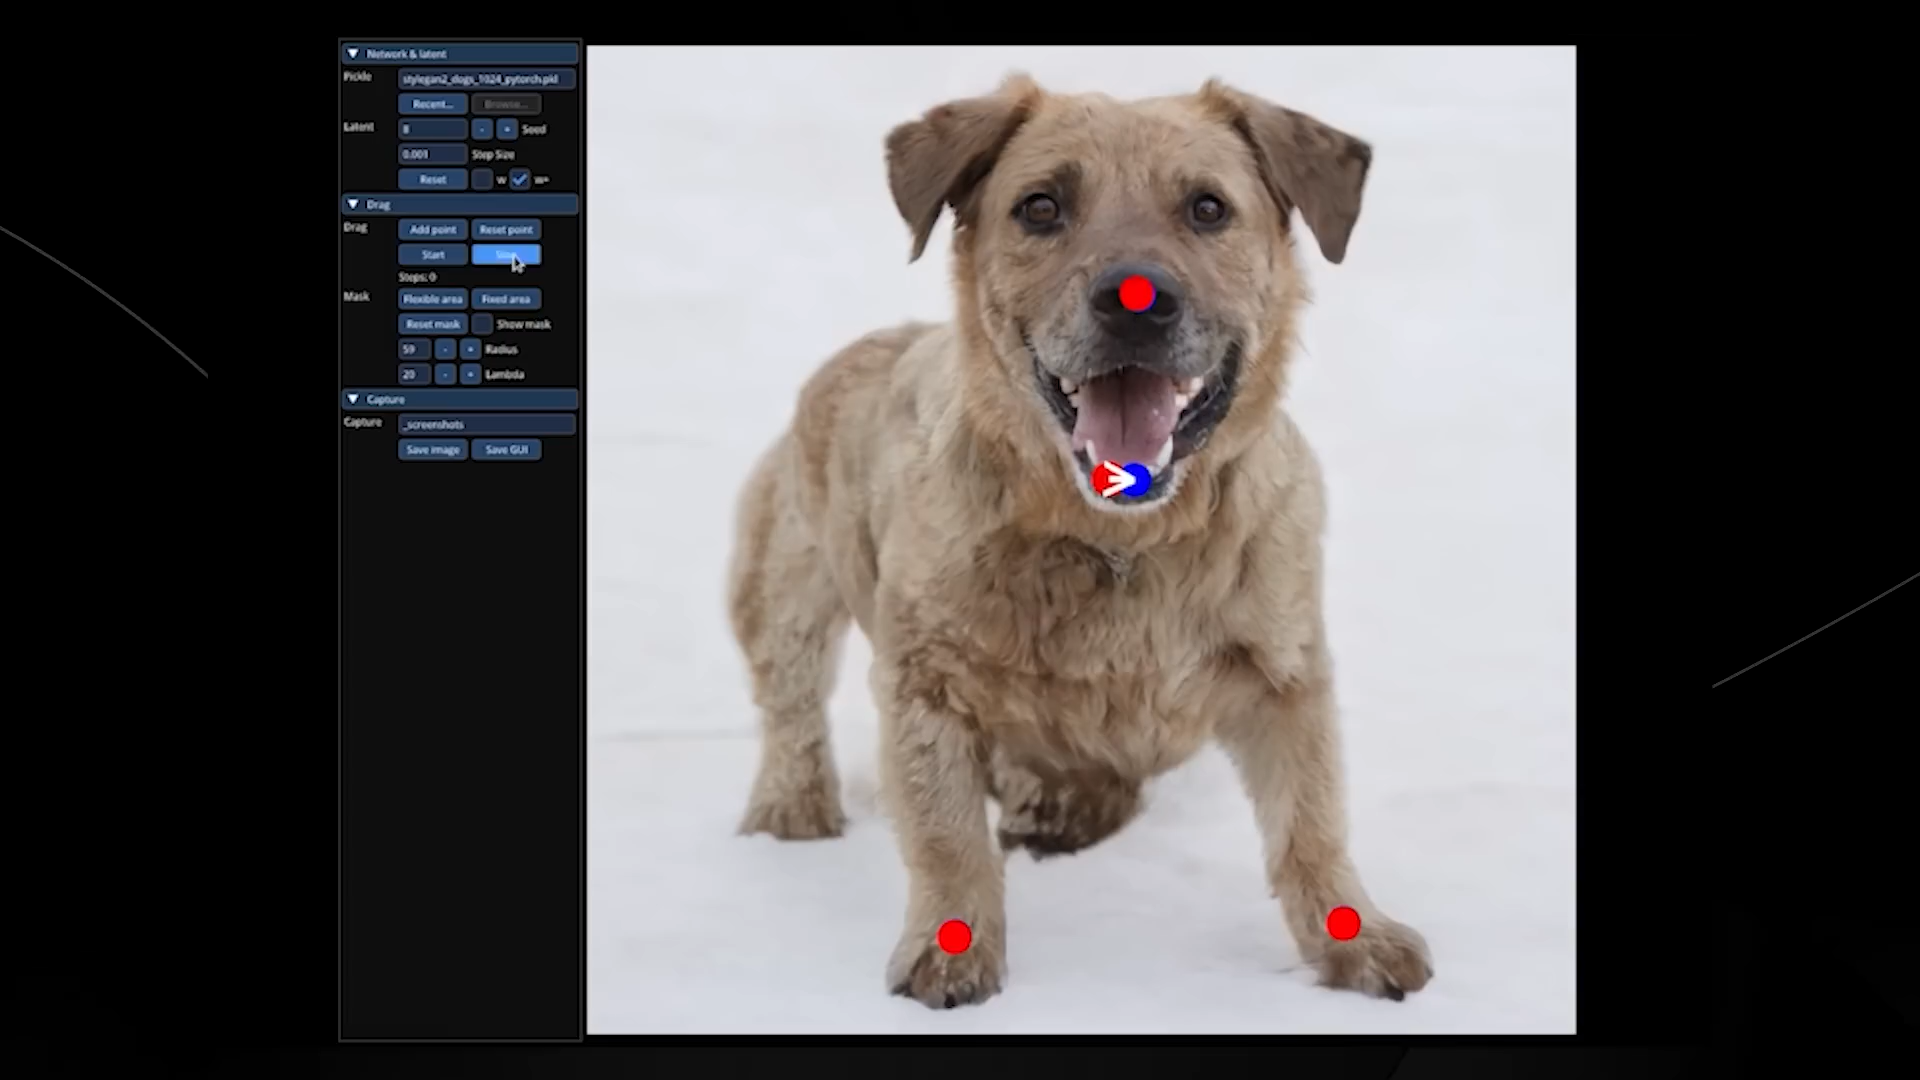 Network & latent
Pickle stylegan2_dogs_1024_pytorch.pkl
Recent... Browse...
Latent 8 - + Seed
0.001 Step Size
Reset w w+
Drag
Drag Add point Reset point
Start Stop
Steps: 0
Mask Flexible area Fixed area
Reset mask Show mask
59 - + Radius
20 - + Lambda
Capture
Capture _screenshots
Save image Save GUI